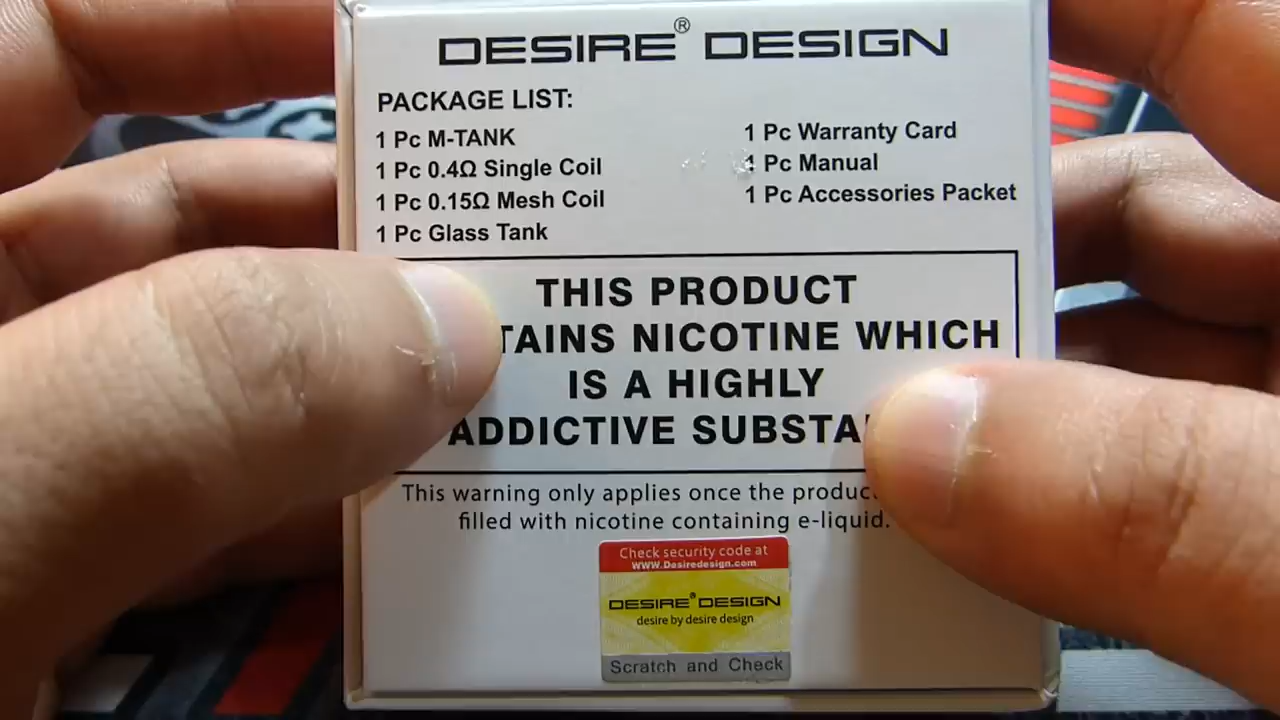 DESIRE® DESIGN
PACKAGE LIST:
1 Pc M-TANK
1 Pc 0.4Ω Single Coil
1 Pc 0.15Ω Mesh Coil
1 Pc Glass Tank
1 Pc Warranty Card
1 Pc Manual
1 Pc Accessories Packet
THIS PRODUCT
TAINS NICOTINE WHICH
IS A HIGHLY
ADDICTIVE SUBSTA
This warning only applies once the produc
filled with nicotine containing e-liquid.
Check security code at
WWW.Desiredesign.com
DESIRE® DESIGN
desire by desire design
Scratch and Check